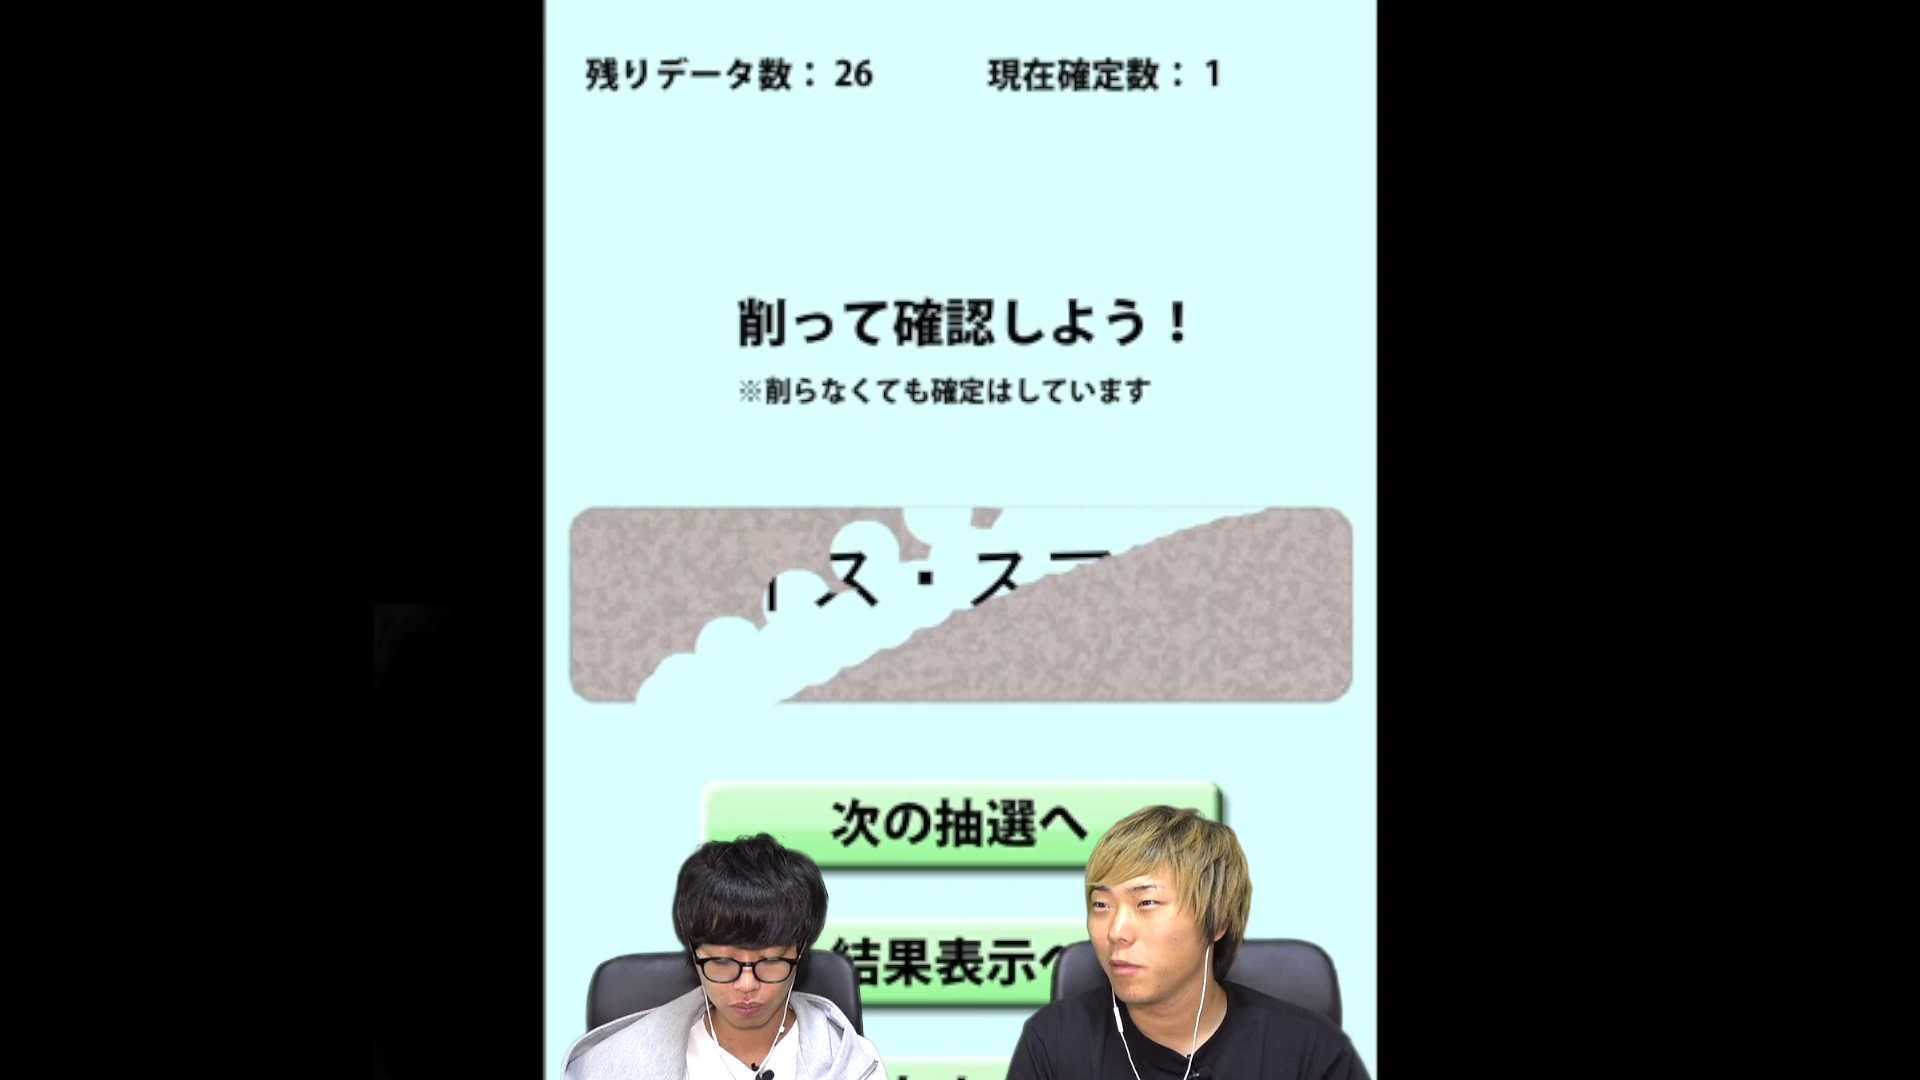 残りデータ数： 26 現在確定数： 1
削って確認しよう！
※削らなくても確定はしています
イス・ス
次の抽選へ
結果表示へ